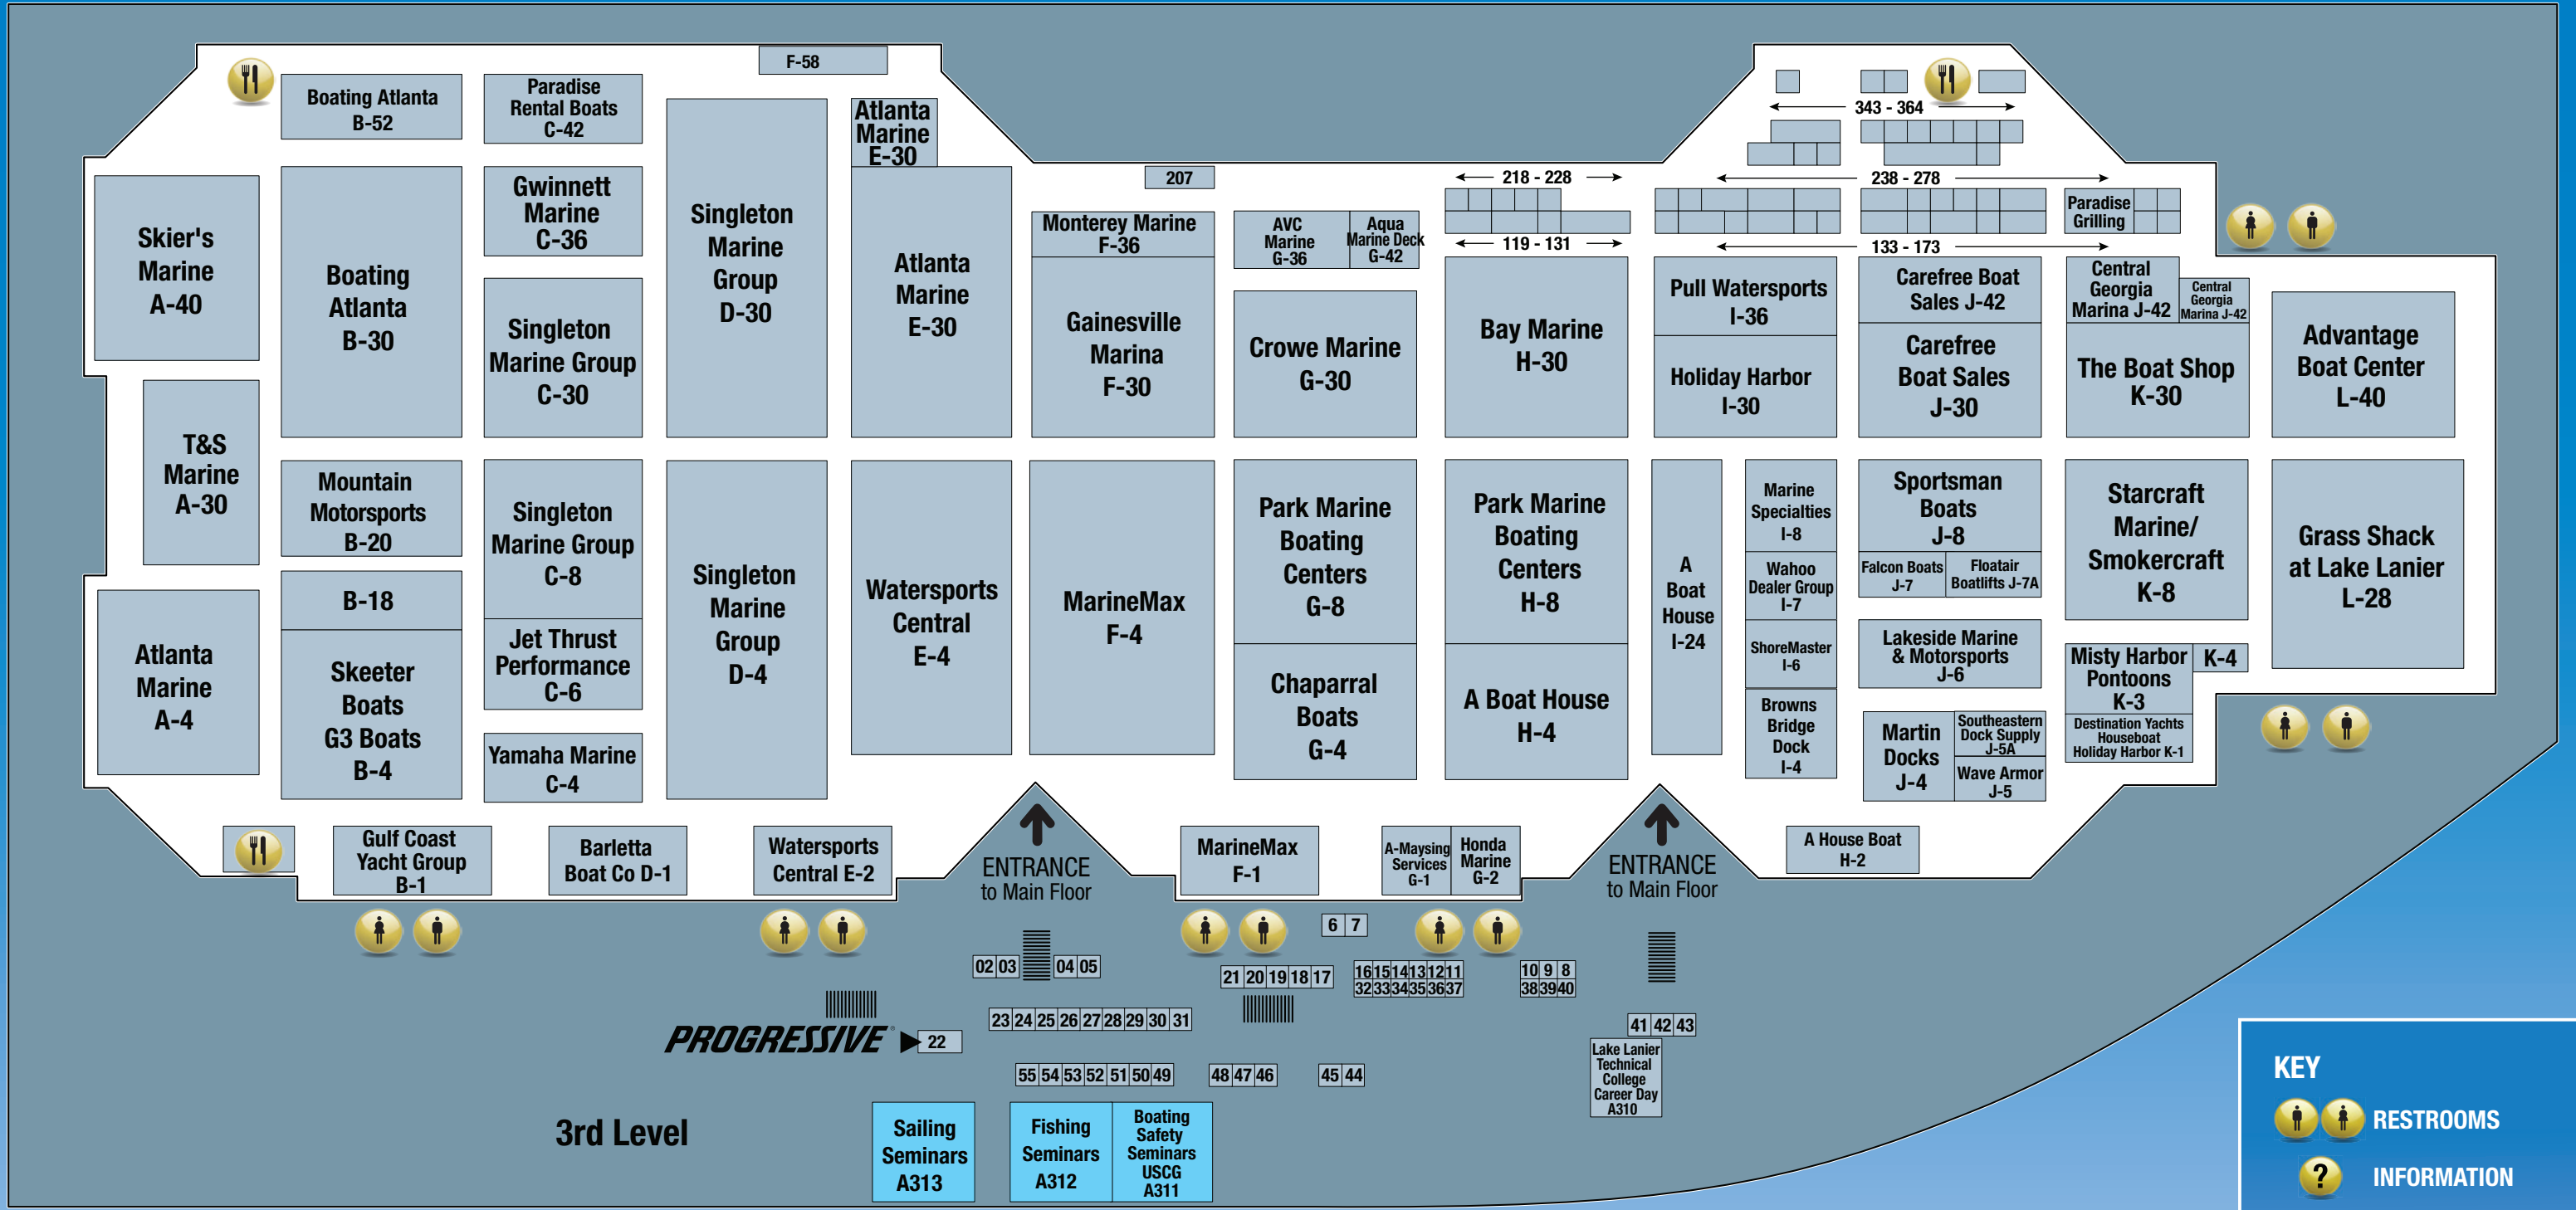 F-58
Boating Atlanta
B-52
Paradise
Rental Boats
C-42
Atlanta
Marine
E-30
343 - 364
207
218 - 228
238 - 278
Skier's
Marine
A-40
Boating
Atlanta
B-30
Gwinnett
Marine
C-36
Singleton
Marine
Group
D-30
Atlanta
Marine
E-30
Monterey Marine
F-36
AVC
Marine
G-36
Aqua
Marine Deck
G-42
119 - 131
133 - 173
Paradise
Grilling
Singleton
Marine Group
C-30
Gainesville
Marina
F-30
Crowe Marine
G-30
Bay Marine
H-30
Pull Watersports
I-36
Holiday Harbor
I-30
Carefree Boat
Sales J-42
Carefree
Boat Sales
J-30
Central
Georgia
Marina J-42
Central
Georgia
Marina J-42
The Boat Shop
K-30
Advantage
Boat Center
L-40
T&S
Marine
A-30
Mountain
Motorsports
B-20
B-18
Singleton
Marine Group
C-8
Singleton
Marine
Group
D-4
Watersports
Central
E-4
MarineMax
F-4
Park Marine
Boating
Centers
G-8
Park Marine
Boating
Centers
H-8
A
Boat
House
I-24
Marine
Specialties
I-8
Wahoo
Dealer Group
I-7
ShoreMaster
I-6
Browns
Bridge
Dock
I-4
Sportsman
Boats
J-8
Falcon Boats
J-7
Floatair
Boatlifts J-7A
Lakeside Marine
& Motorsports
J-6
Martin
Docks
J-4
Southeastern
Dock Supply
J-5A
Wave Armor
J-5
Starcraft
Marine/
Smokercraft
K-8
Misty Harbor
Pontoons
K-3
K-4
Destination Yachts
Houseboat
Holiday Harbor K-1
Grass Shack
at Lake Lanier
L-28
Atlanta
Marine
A-4
Skeeter
Boats
G3 Boats
B-4
Jet Thrust
Performance
C-6
Yamaha Marine
C-4
Chaparral
Boats
G-4
A Boat House
H-4
Gulf Coast
Yacht Group
B-1
Barletta
Boat Co D-1
Watersports
Central E-2
ENTRANCE
to Main Floor
MarineMax
F-1
A-Maysing
Services
G-1
Honda
Marine
G-2
ENTRANCE
to Main Floor
A House Boat
H-2
6 7
02 03 04 05
21 20 19 18 17
16 15 14 13 12 11
32 33 34 35 36 37
10 9 8
38 39 40
23 24 25 26 27 28 29 30 31
PROGRESSIVE
22
41 42 43
Lake Lanier
Technical
College
Career Day
A310
55 54 53 52 51 50 49
48 47 46
45 44
3rd Level
Sailing
Seminars
A313
Fishing
Seminars
A312
Boating
Safety
Seminars
USCG
A311
KEY
RESTROOMS
? INFORMATION